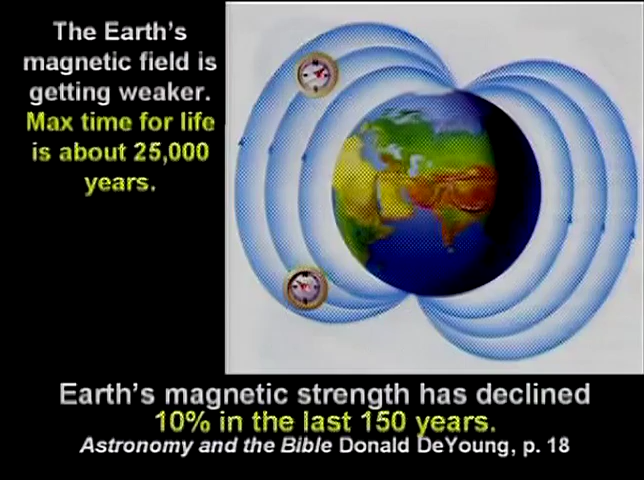 The Earth's
magnetic field is
getting weaker.
Max time for life
is about 25,000
years.
Earth's magnetic strength has declined
10% in the last 150 years.
Astronomy and the Bible Donald DeYoung, p. 18